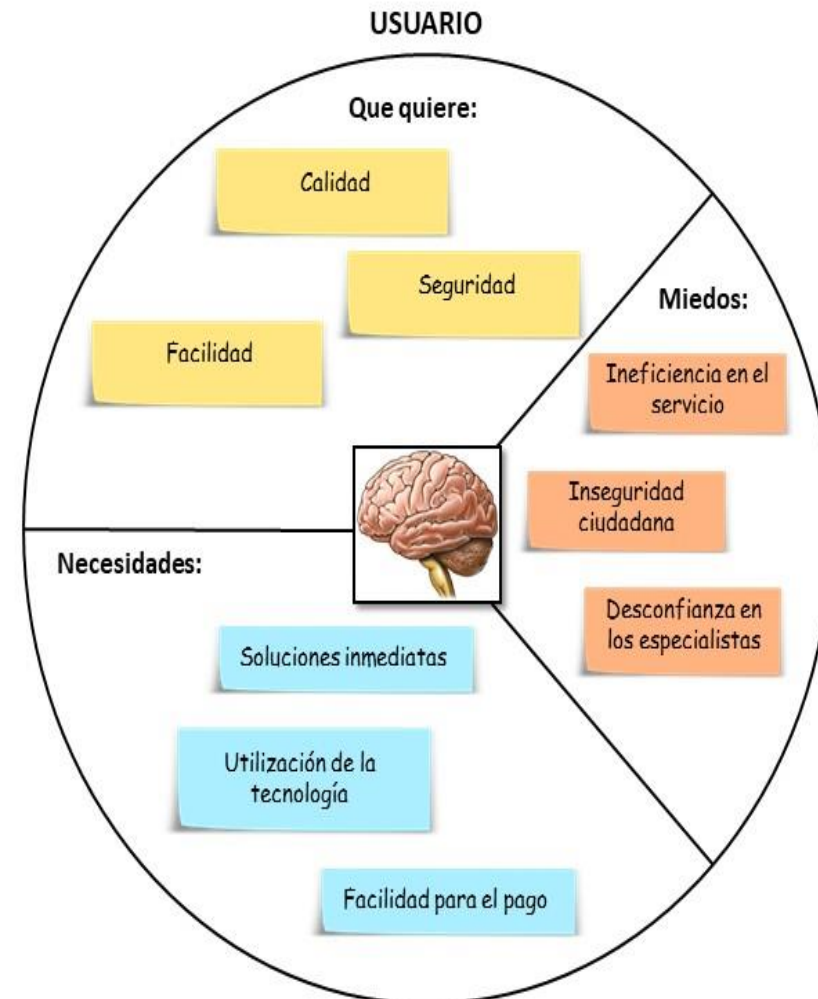 USUARIO
Que quiere:
Calidad
Seguridad
Facilidad
Miedos:
Ineficiencia en el
servicio
Inseguridad
ciudadana
Desconfianza en
los especialistas
Necesidades:
Soluciones inmediatas
Utilización de la
tecnología
Facilidad para el pago